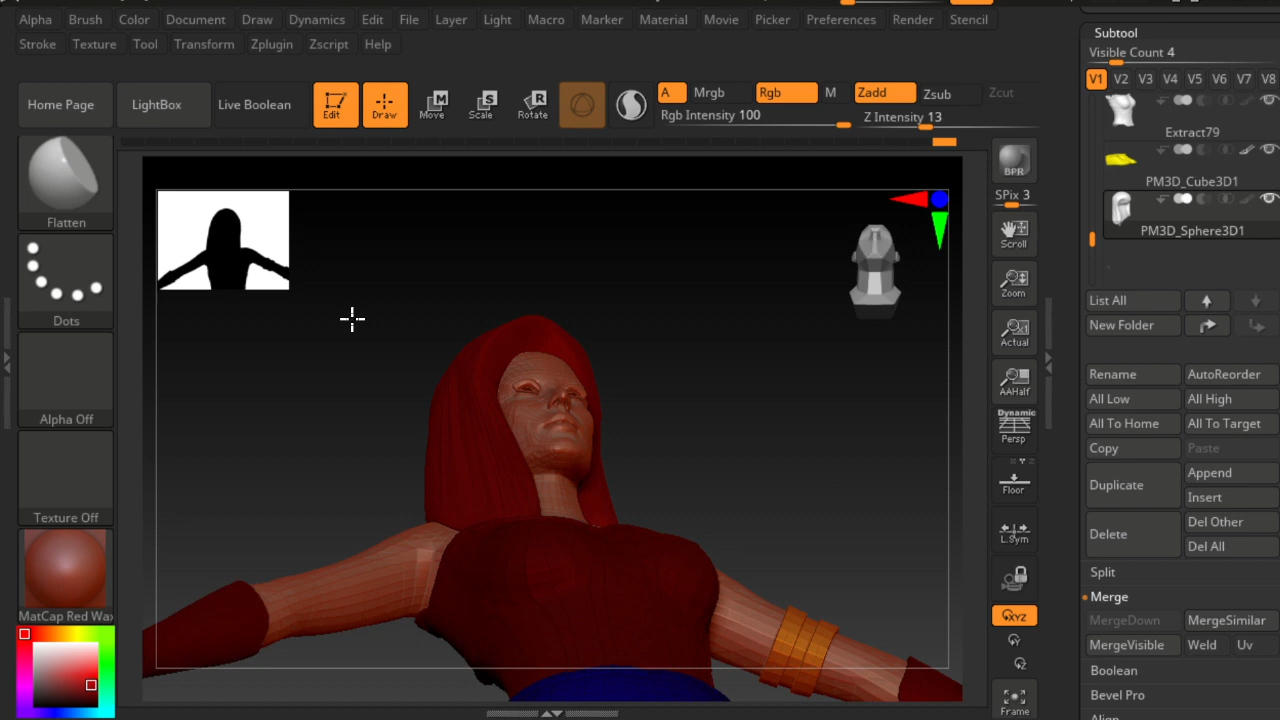 Alpha Brush Color Document Draw Dynamics Edit File Layer Light Macro Marker Material Movie Picker Preferences Render Stencil
Stroke Texture Tool Transform Zplugin Zscript Help
Home Page LightBox Live Boolean Edit Draw Move Scale Rotate A Mrgb Rgb M Zadd Zsub Zcut
M
S
R
Rgb Intensity 100 Z Intensity 13
Flatten
Dots
Alpha Off
Texture Off
MatCap Red Wax
BPR
SPix 3
Scroll
Zoom
Actual
AAHalf
Dynamic
Persp
Floor
L.Sym
XYZ
Y
Z
Frame
Subtool
Visible Count 4
V1 V2 V3 V4 V5 V6 V7 V8
Extract79
PM3D_Cube3D1
PM3D_Sphere3D1
List All
New Folder
Rename AutoReorder
All Low All High
All To Home All To Target
Copy Paste
Duplicate Append
Insert
Delete Del Other
Del All
Split
Merge
MergeDown MergeSimilar
MergeVisible Weld Uv
Boolean
Bevel Pro